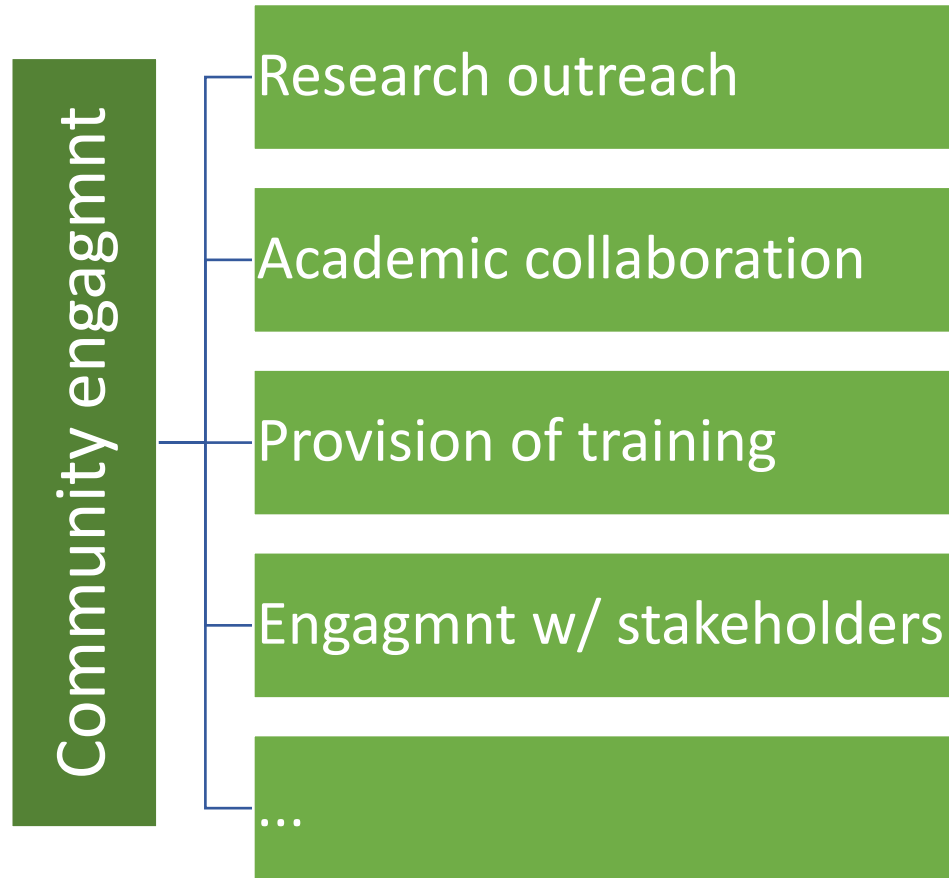 Community engagmnt
Research outreach
Academic collaboration
Provision of training
Engagmnt w/ stakeholders
...